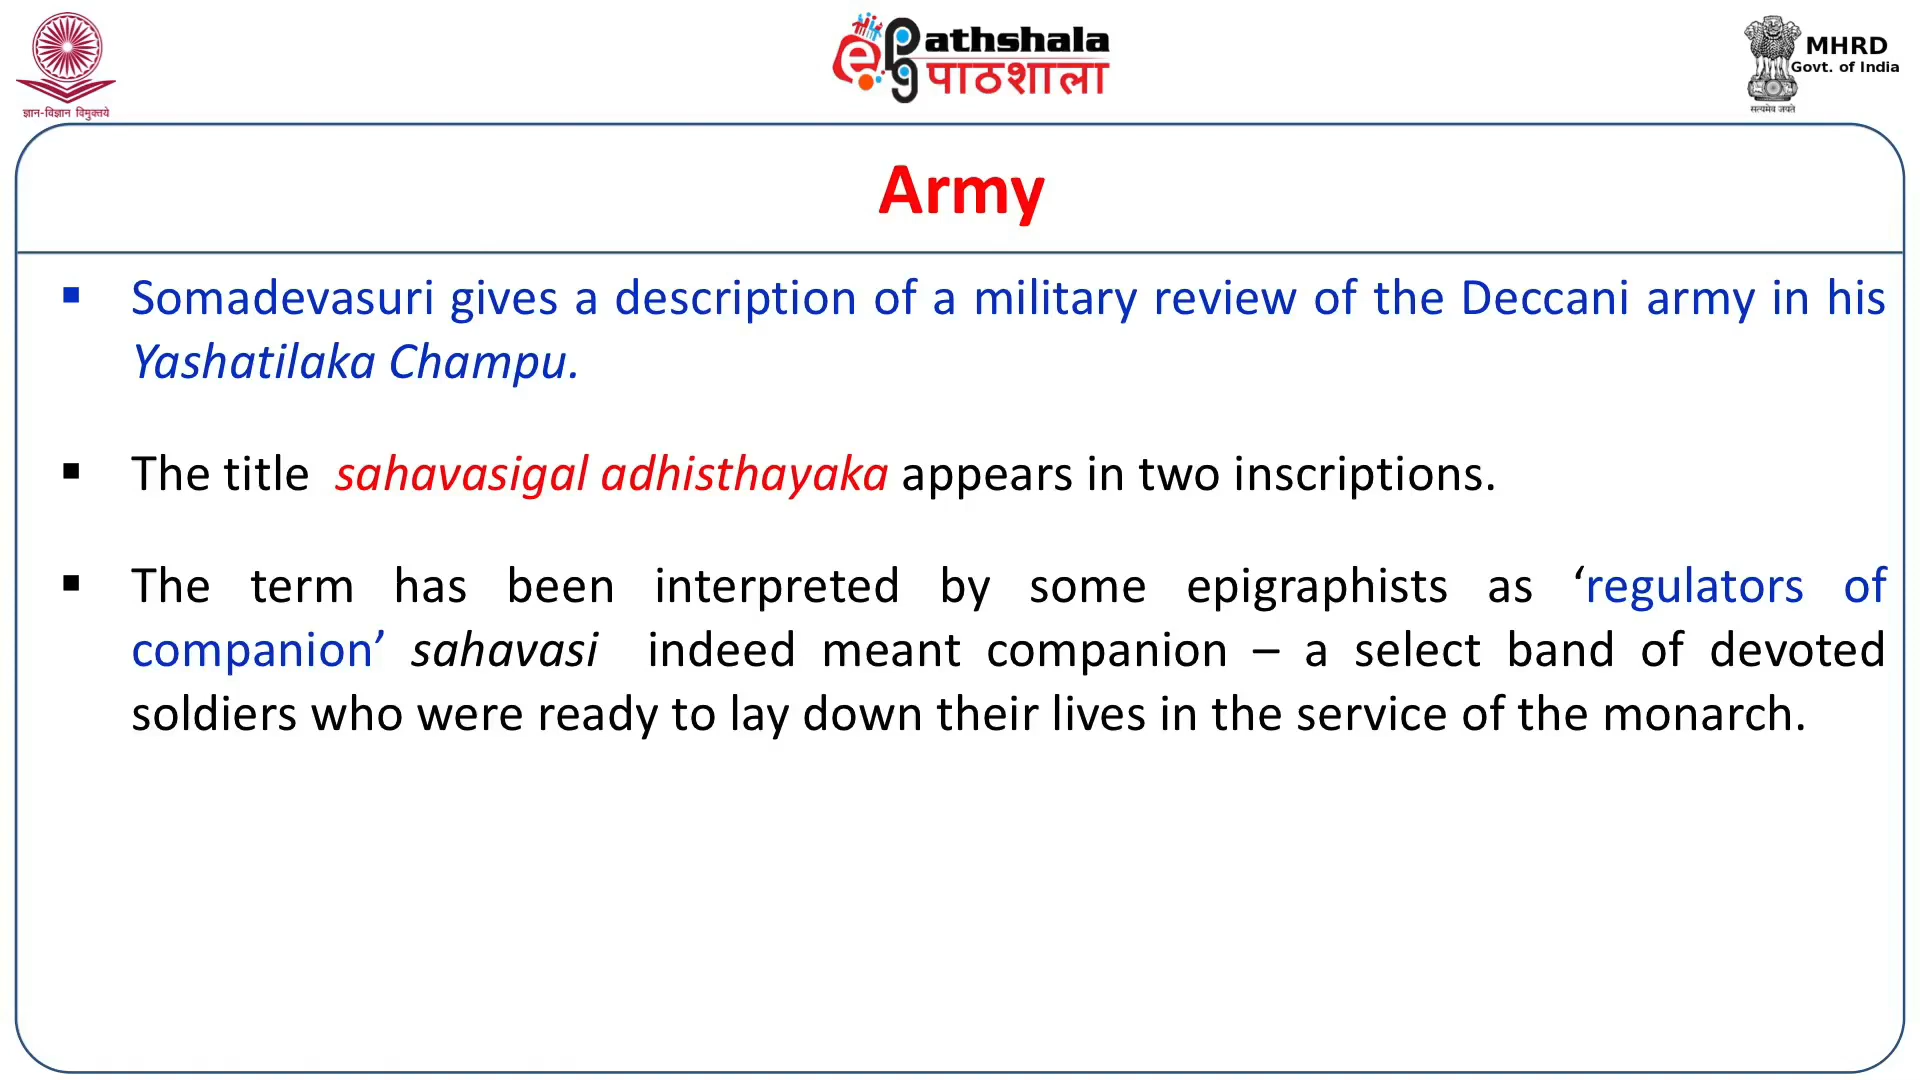 ज्ञान-विज्ञान विमुक्तये
ePG Pathshala
पाठशाला
MHRD
Govt. of India
सत्यमेव जयते
Army
▪ Somadevasuri gives a description of a military review of the Deccani army in his
Yashatilaka Champu.
▪ The title sahavasigal adhisthayaka appears in two inscriptions.
▪ The term has been interpreted by some epigraphists as ‘regulators of
companion’ sahavasi indeed meant companion – a select band of devoted
soldiers who were ready to lay down their lives in the service of the monarch.